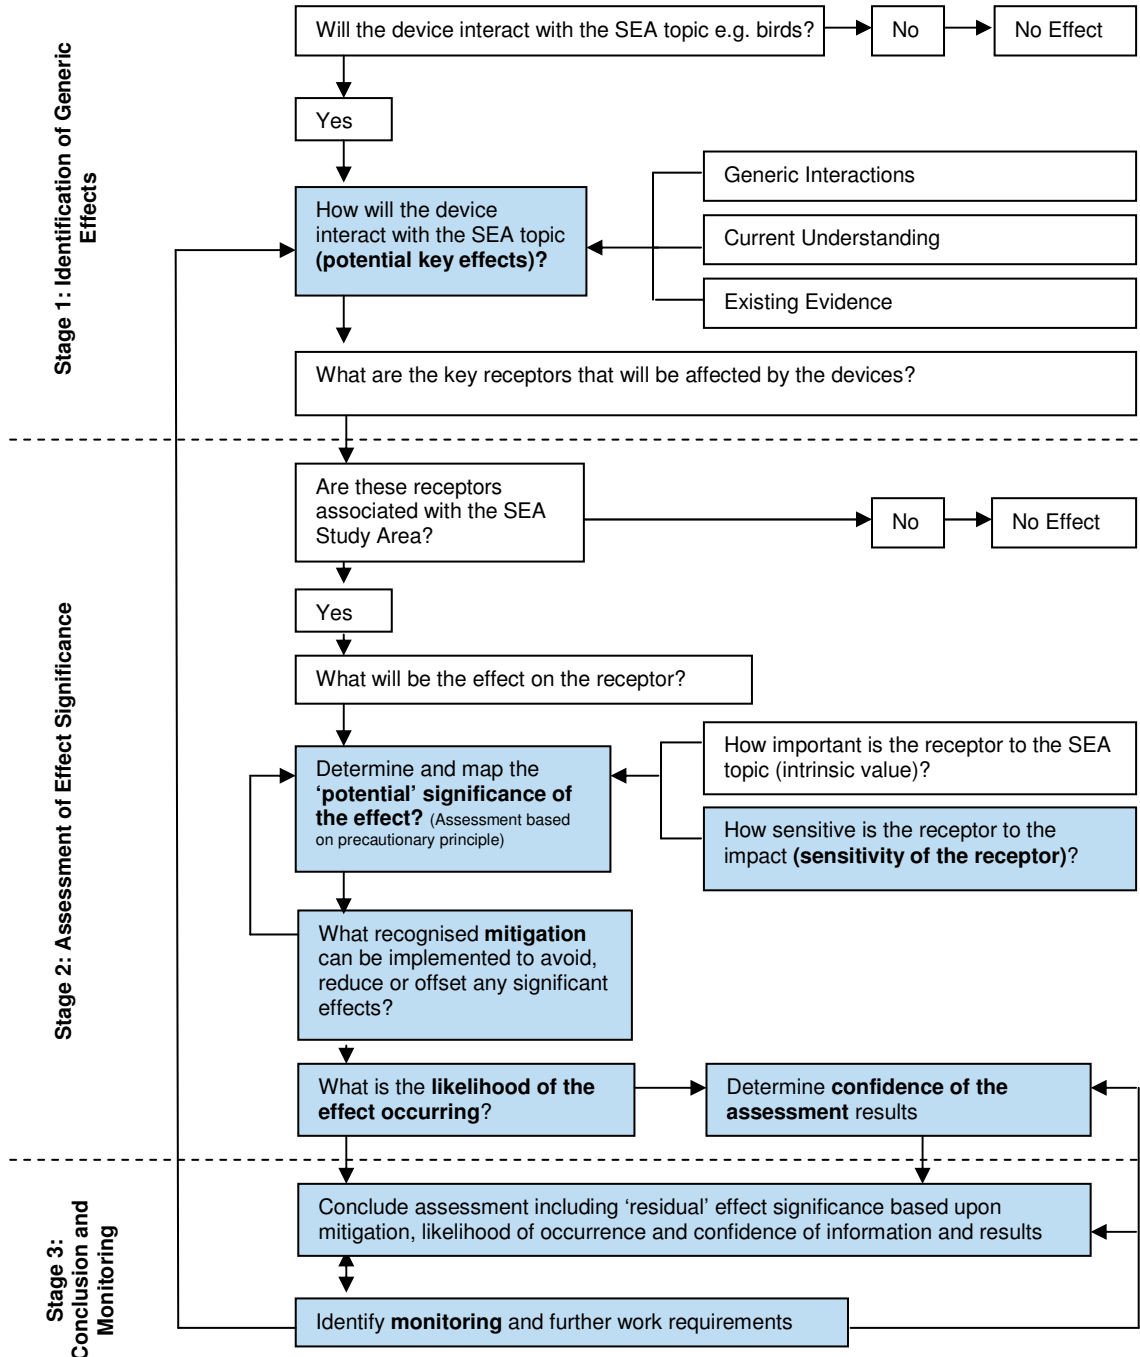 Stage 1: Identification of Generic
Effects
Will the device interact with the SEA topic e.g. birds?
No
No Effect
Yes
How will the device
interact with the SEA topic
(potential key effects)?
Generic Interactions
Current Understanding
Existing Evidence
What are the key receptors that will be affected by the devices?
Stage 2: Assessment of Effect Significance
Are these receptors
associated with the SEA
Study Area?
No
No Effect
Yes
What will be the effect on the receptor?
Determine and map the
‘potential’ significance of
the effect? (Assessment based
on precautionary principle)
How important is the receptor to the SEA
topic (intrinsic value)?
How sensitive is the receptor to the
impact (sensitivity of the receptor)?
What recognised mitigation
can be implemented to avoid,
reduce or offset any significant
effects?
What is the likelihood of the
effect occurring?
Determine confidence of the
assessment results
Stage 3:
Conclusion and
Monitoring
Conclude assessment including ‘residual’ effect significance based upon
mitigation, likelihood of occurrence and confidence of information and results
Identify monitoring and further work requirements